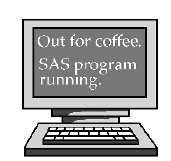 Out for coffee.
SAS program
running.